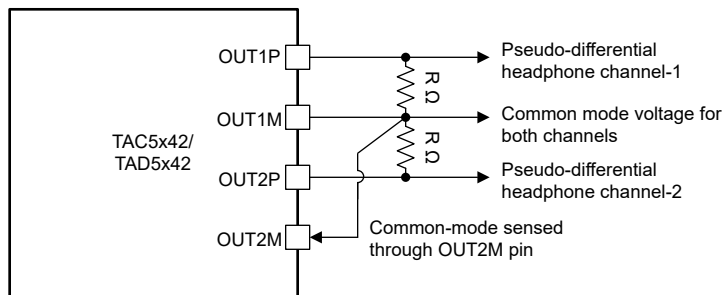 OUT1P
Pseudo-differential
headphone channel-1
R Ω
OUT1M
Common mode voltage for
both channels
TAC5x42/
TAD5x42
R Ω
OUT2P
Pseudo-differential
headphone channel-2
OUT2M
Common-mode sensed
through OUT2M pin